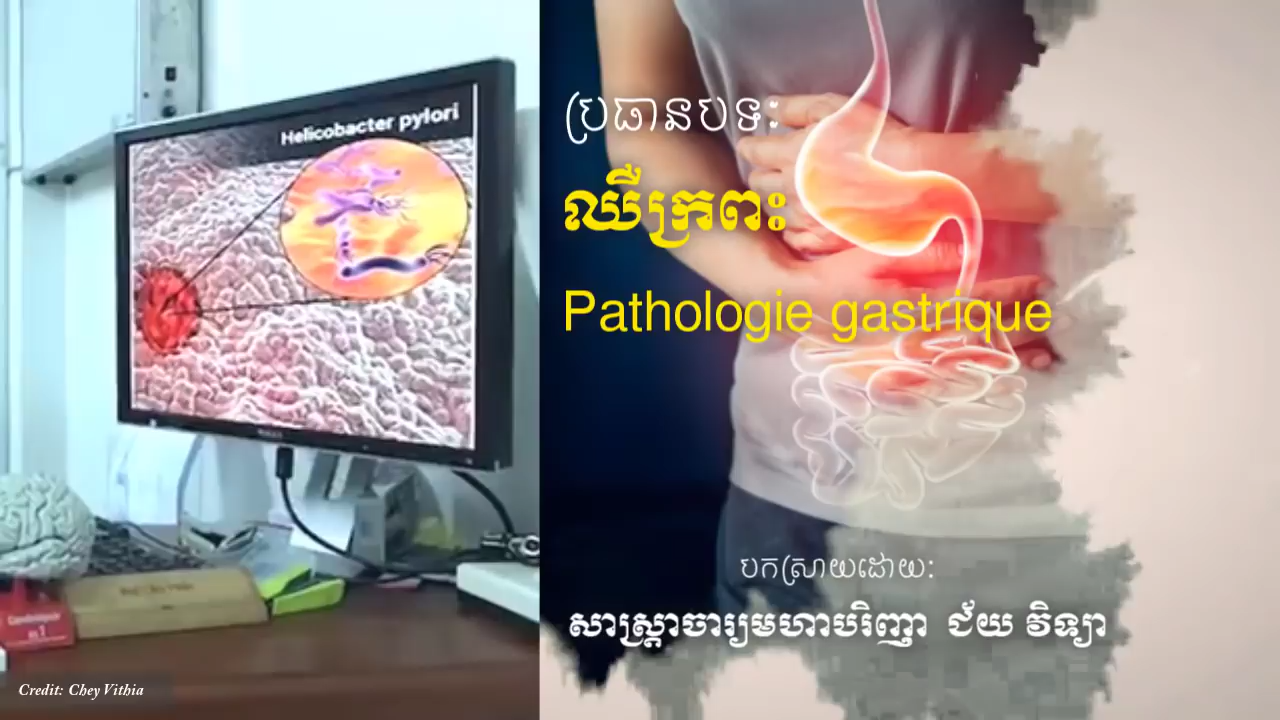 Helicobacter pylori
ប្រធានបទ:
ឈឺក្រពះ
Pathologie gastrique
បកស្រាយដោយ:
សាស្ត្រាចារ្យមហាបរិញ្ញា ជ័យ វិទ្យា
Credit: Chey Vithia